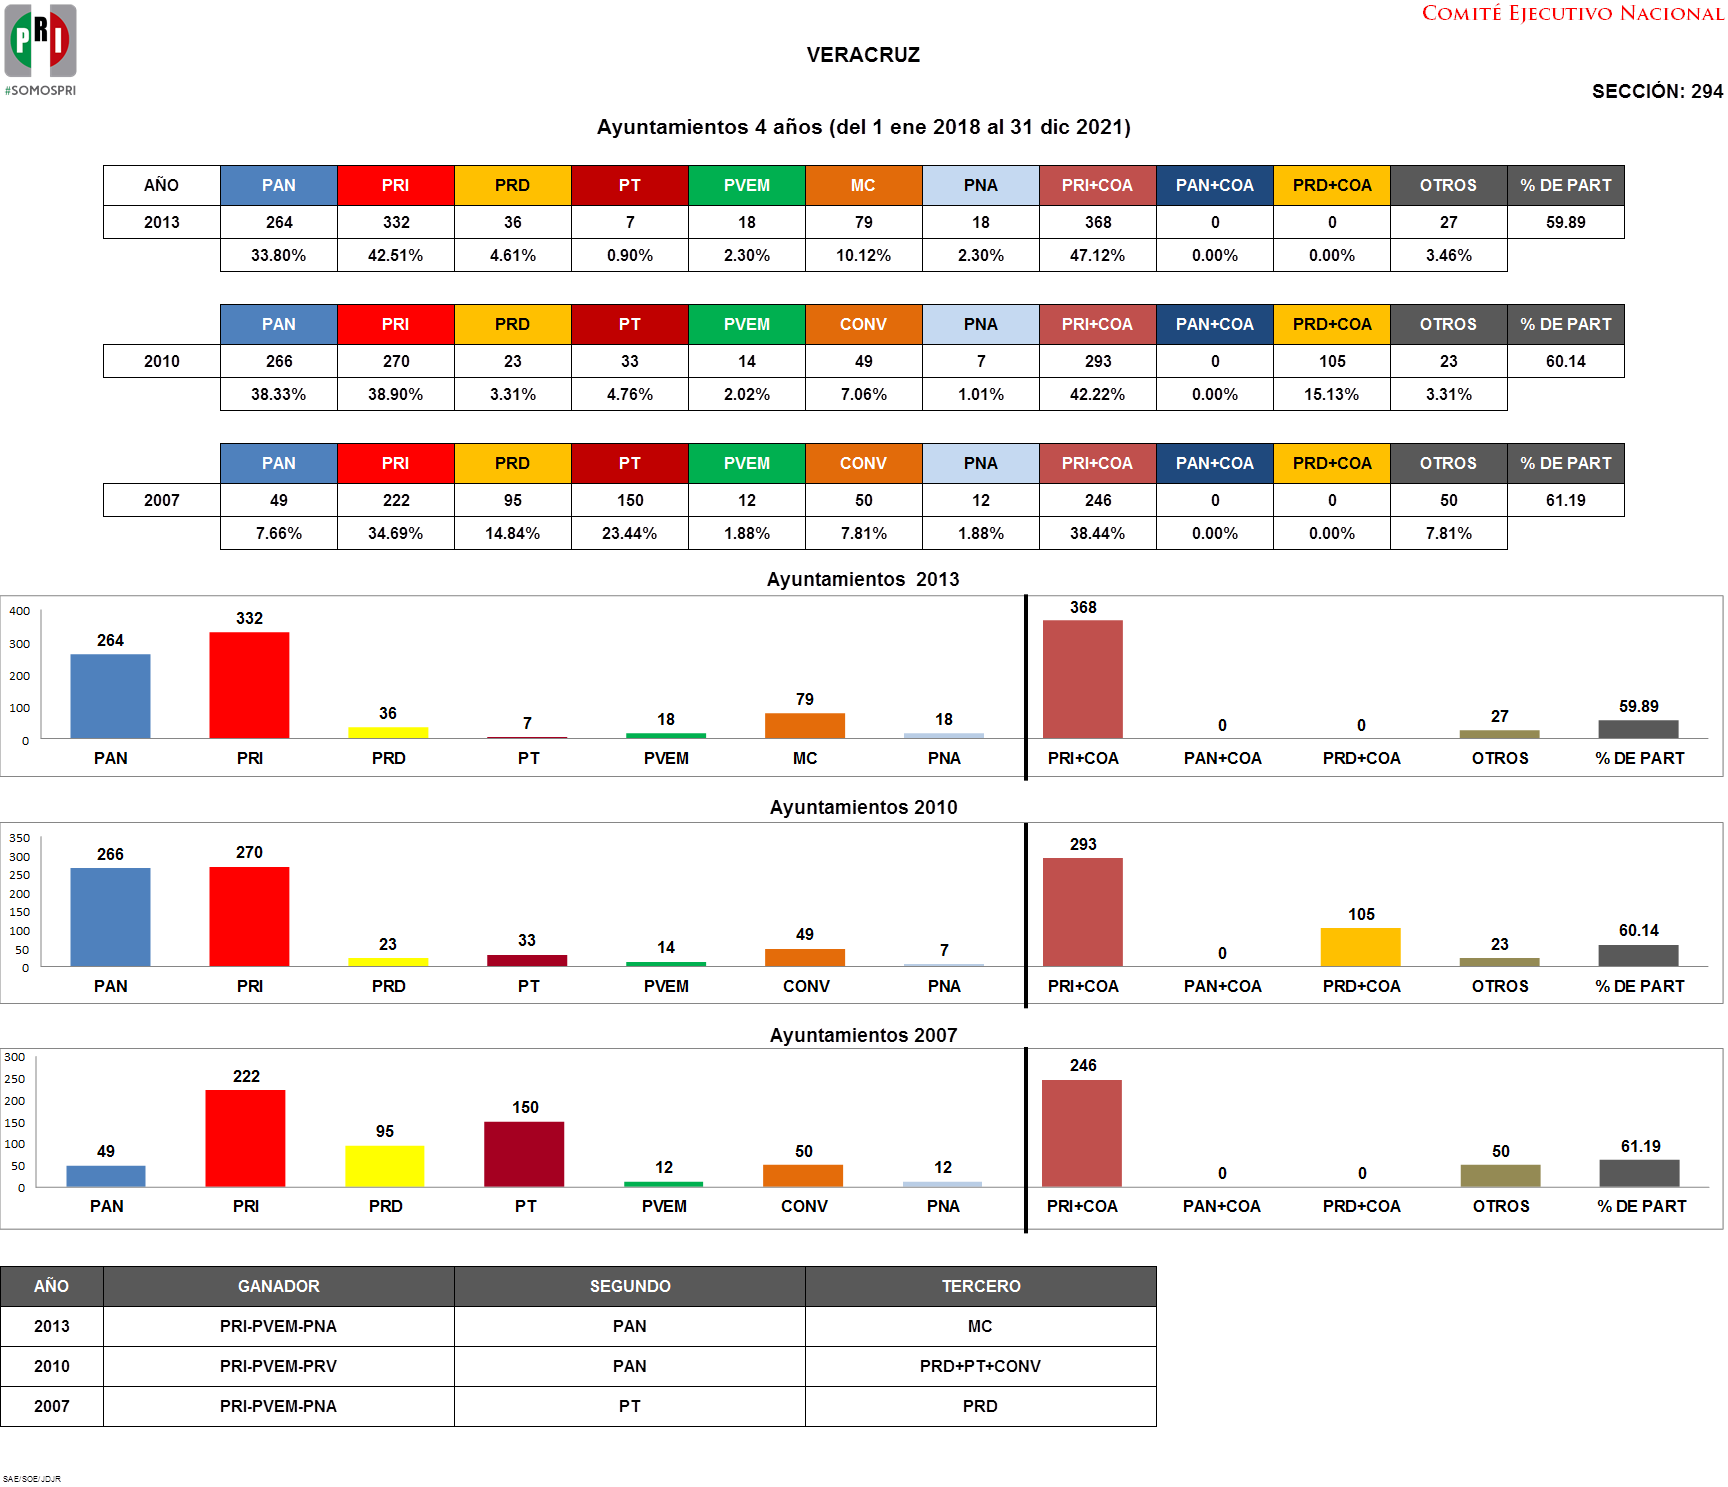 PRI
#SOMOSPRI
COMITÉ EJECUTIVO NACIONAL
VERACRUZ
SECCIÓN: 294
Ayuntamientos 4 años (del 1 ene 2018 al 31 dic 2021)
AÑO PAN PRI PRD PT PVEM MC PNA PRI+COA PAN+COA PRD+COA OTROS % DE PART
2013 264 332 36 7 18 79 18 368 0 0 27 59.89
33.80% 42.51% 4.61% 0.90% 2.30% 10.12% 2.30% 47.12% 0.00% 0.00% 3.46%
PAN PRI PRD PT PVEM CONV PNA PRI+COA PAN+COA PRD+COA OTROS % DE PART
2010 266 270 23 33 14 49 7 293 0 105 23 60.14
38.33% 38.90% 3.31% 4.76% 2.02% 7.06% 1.01% 42.22% 0.00% 15.13% 3.31%
PAN PRI PRD PT PVEM CONV PNA PRI+COA PAN+COA PRD+COA OTROS % DE PART
2007 49 222 95 150 12 50 12 246 0 0 50 61.19
7.66% 34.69% 14.84% 23.44% 1.88% 7.81% 1.88% 38.44% 0.00% 0.00% 7.81%
Ayuntamientos 2013
400
300
200
100
0
264 332 36 7 18 79 18 368 0 0 27 59.89
PAN PRI PRD PT PVEM MC PNA PRI+COA PAN+COA PRD+COA OTROS % DE PART
Ayuntamientos 2010
350
300
250
200
150
100
50
0
266 270 23 33 14 49 7 293 0 105 23 60.14
PAN PRI PRD PT PVEM CONV PNA PRI+COA PAN+COA PRD+COA OTROS % DE PART
Ayuntamientos 2007
300
250
200
150
100
50
0
49 222 95 150 12 50 12 246 0 0 50 61.19
PAN PRI PRD PT PVEM CONV PNA PRI+COA PAN+COA PRD+COA OTROS % DE PART
AÑO GANADOR SEGUNDO TERCERO
2013 PRI-PVEM-PNA PAN MC
2010 PRI-PVEM-PRV PAN PRD+PT+CONV
2007 PRI-PVEM-PNA PT PRD
SAE/SOE/JDJR